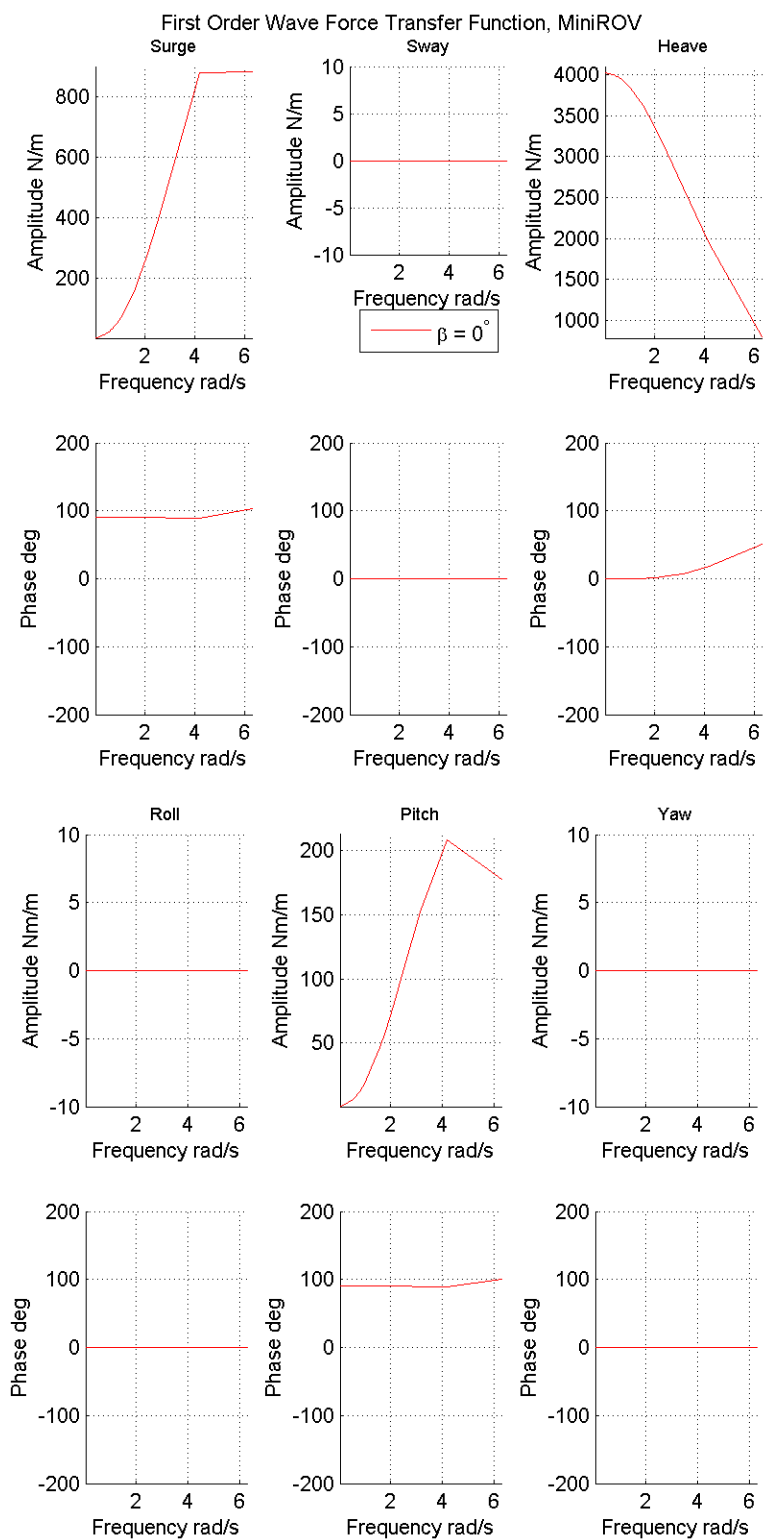 First Order Wave Force Transfer Function, MiniROV
Surge
Amplitude N/m
800
600
400
200
2 4 6
Frequency rad/s
Sway
Amplitude N/m
10
5
0
-5
-10
2 4 6
Frequency rad/s
β = 0°
Heave
Amplitude N/m
4000
3500
3000
2500
2000
1500
1000
2 4 6
Frequency rad/s
Phase deg
200
100
0
-100
-200
2 4 6
Frequency rad/s
Phase deg
200
100
0
-100
-200
2 4 6
Frequency rad/s
Phase deg
200
100
0
-100
-200
2 4 6
Frequency rad/s
Roll
Amplitude Nm/m
10
5
0
-5
-10
2 4 6
Frequency rad/s
Pitch
Amplitude Nm/m
200
150
100
50
2 4 6
Frequency rad/s
Yaw
Amplitude Nm/m
10
5
0
-5
-10
2 4 6
Frequency rad/s
Phase deg
200
100
0
-100
-200
2 4 6
Frequency rad/s
Phase deg
200
100
0
-100
-200
2 4 6
Frequency rad/s
Phase deg
200
100
0
-100
-200
2 4 6
Frequency rad/s